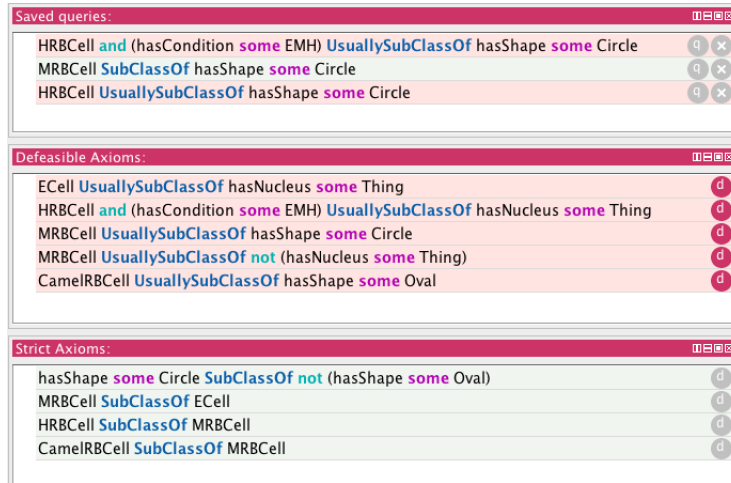 Saved queries:
HRBCell and (hasCondition some EMH) UsuallySubClassOf hasShape some Circle q
MRBCell SubClassOf hasShape some Circle
HRBCell UsuallySubClassOf hasShape some Circle q
Defeasible Axioms:
ECell UsuallySubClassOf hasNucleus some Thing d
HRBCell and (hasCondition some EMH) UsuallySubClassOf hasNucleus some Thing d
MRBCell UsuallySubClassOf hasShape some Circle d
MRBCell UsuallySubClassOf not (hasNucleus some Thing) d
CamelRBCell UsuallySubClassOf hasShape some Oval d
Strict Axioms:
hasShape some Circle SubClassOf not (hasShape some Oval) d
MRBCell SubClassOf ECell d
HRBCell SubClassOf MRBCell d
CamelRBCell SubClassOf MRBCell d